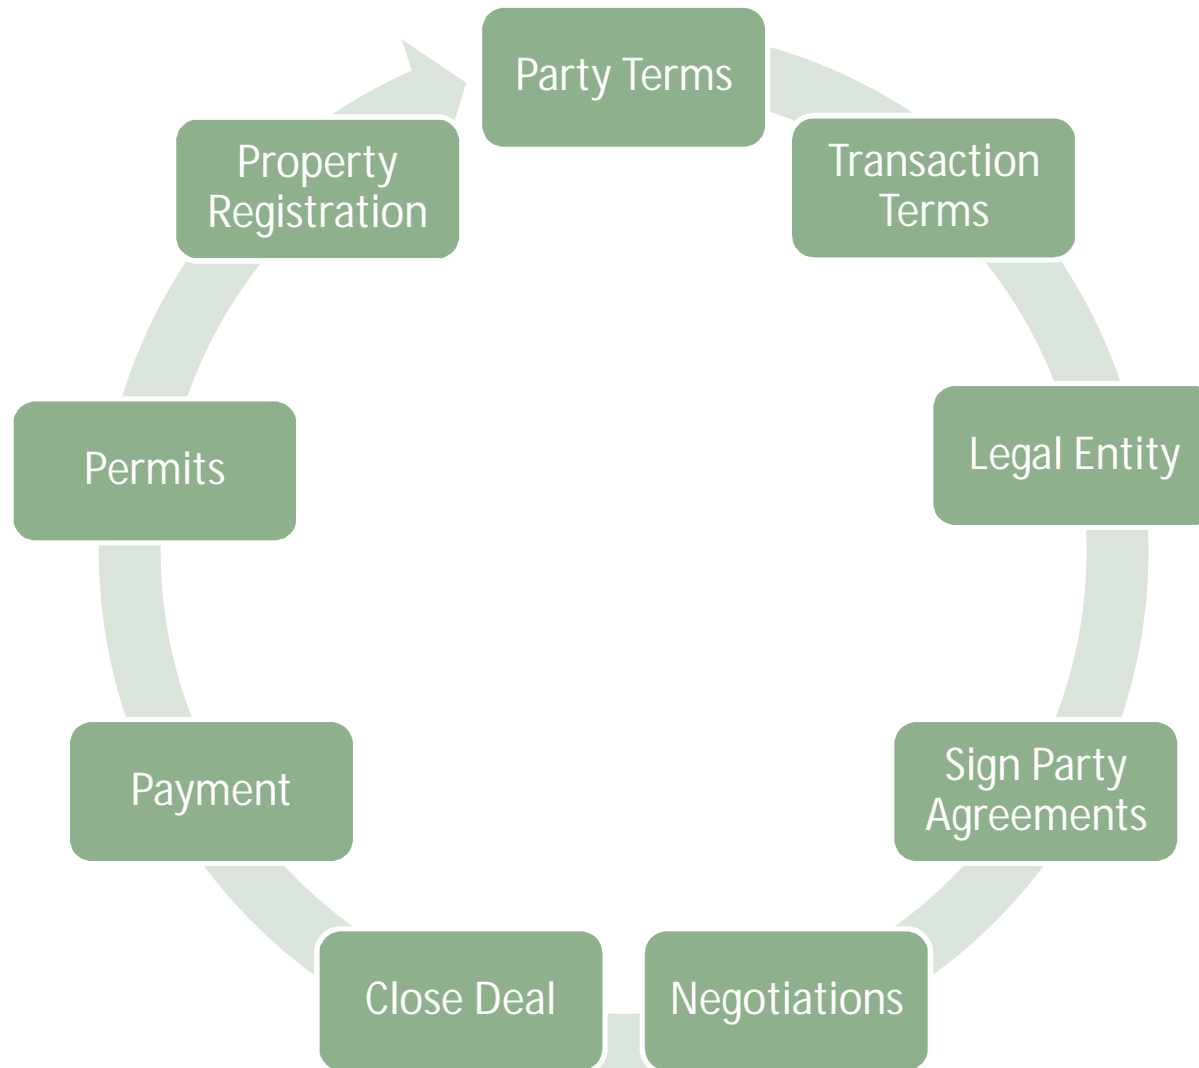 Party Terms
Transaction
Terms
Legal Entity
Sign Party
Agreements
Negotiations
Close Deal
Payment
Permits
Property
Registration